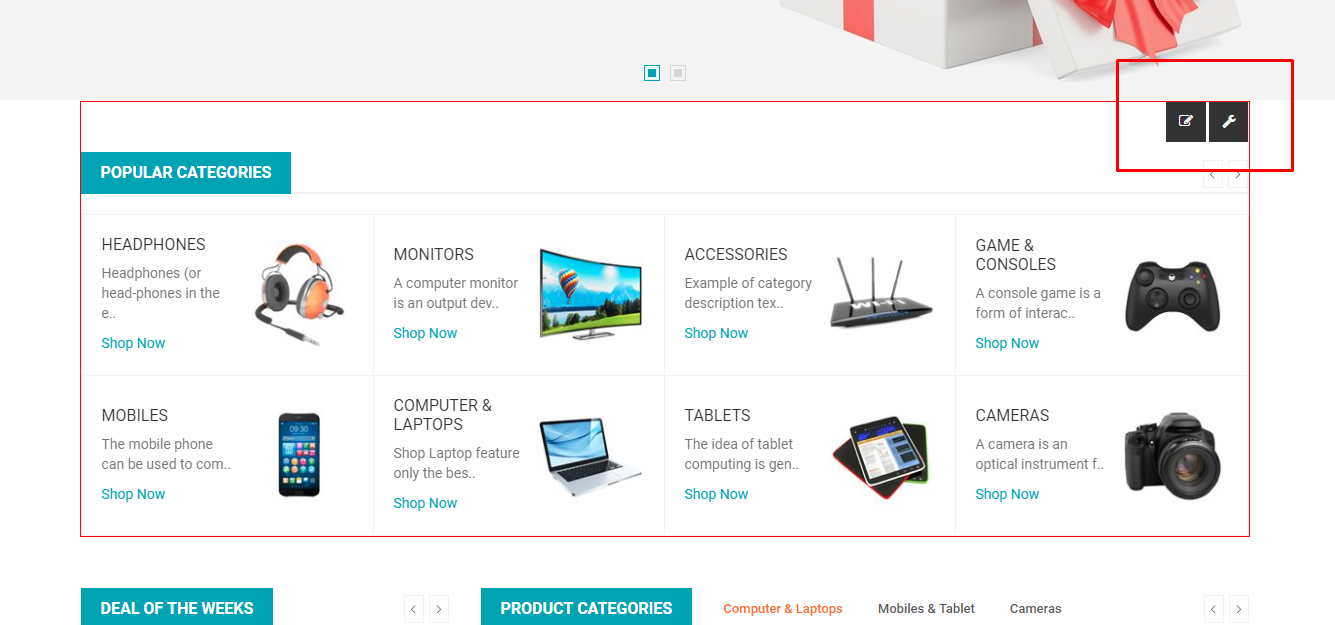 POPULAR CATEGORIES
HEADPHONES
Headphones (or
head-phones in the
e..
Shop Now
MONITORS
A computer monitor
is an output dev..
Shop Now
ACCESSORIES
Example of category
description tex..
Shop Now
GAME &
CONSOLES
A console game is a
form of interac..
Shop Now
MOBILES
The mobile phone
can be used to com..
Shop Now
09:30
COMPUTER &
LAPTOPS
Shop Laptop feature
only the bes..
Shop Now
TABLETS
The idea of tablet
computing is gen..
Shop Now
CAMERAS
A camera is an
optical instrument f..
Shop Now
DEAL OF THE WEEKS
PRODUCT CATEGORIES
Computer & Laptops
Mobiles & Tablet
Cameras